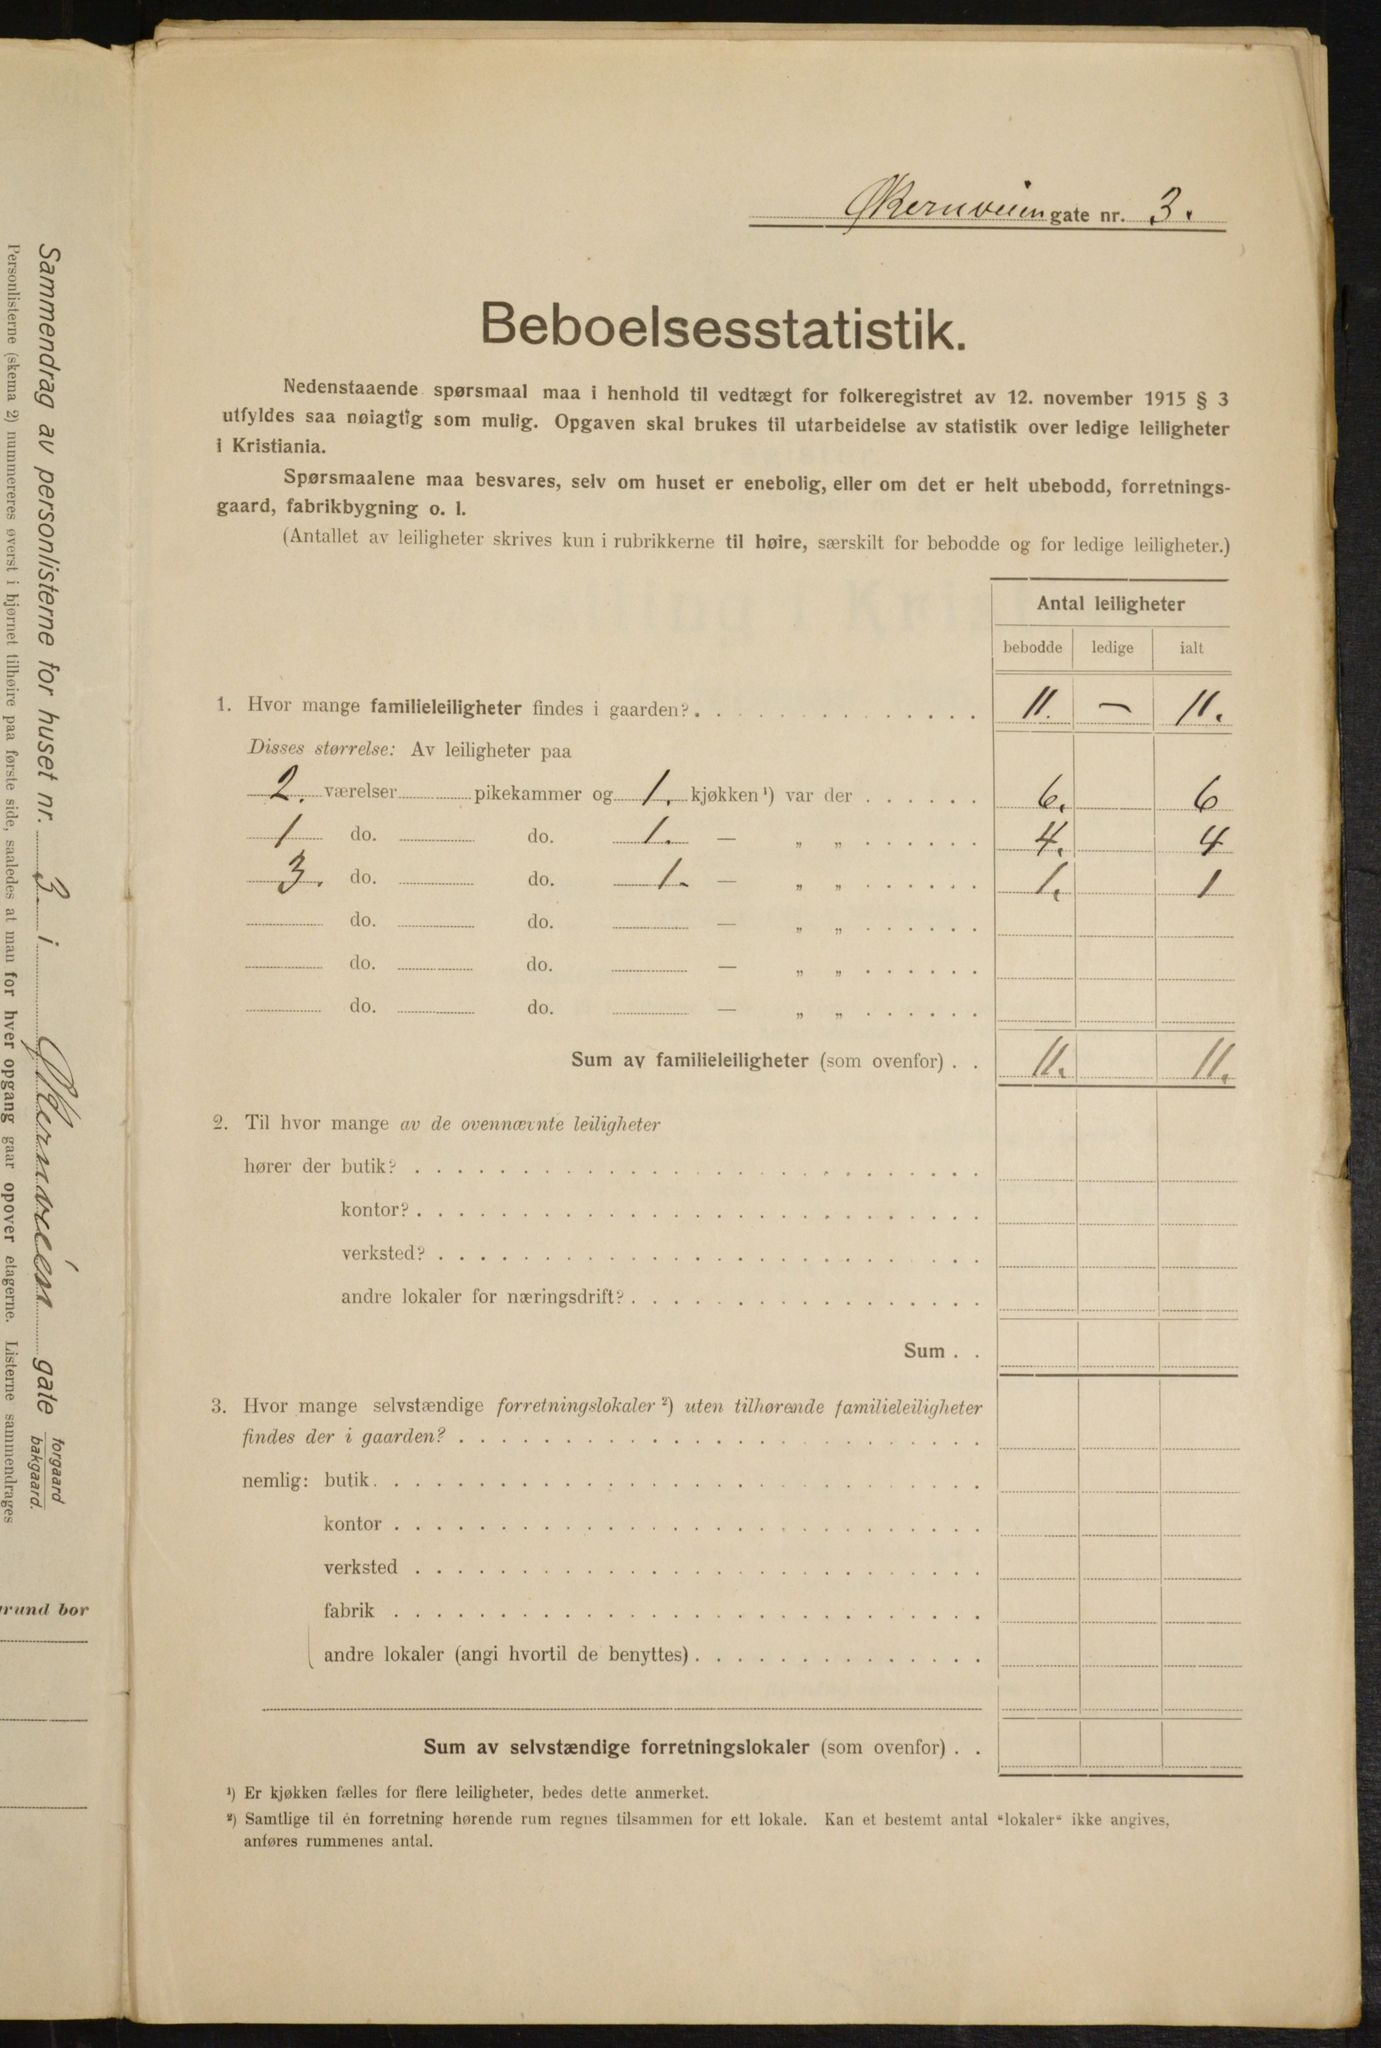 Økernveien gate nr. 3.
Beboelsesstatistik.
Nedenstaaende spørsmaal maa i henhold til vedtægt for folkeregistret av 12. november 1915 § 3
utfyldes saa nøiagtig som mulig. Opgaven skal brukes til utarbeidelse av statistik over ledige leiligheter
i Kristiania.
Spørsmaalene maa besvares, selv om huset er enebolig, eller om det er helt ubebodd, forretnings-
gaard, fabrikbygning o. l.
(Antallet av leiligheter skrives kun i rubrikkerne til høire, særskilt for bebodde og for ledige leiligheter.)
Antal leiligheter
bebodde ledige ialt
1. Hvor mange familieleiligheter findes i gaarden? . . . . . . . . . . . . . . 11. — 11.
Disses størrelse: Av leiligheter paa
2. værelser pikekammer og 1. kjøkken ¹) var der . . . . . . 6. 6
1 do. do. 1. — „ „ . . . . . . 4. 4
3. do. do. 1. — „ „ . . . . . . 1. 1
do. do. — „ „ . . . . . .
do. do. — „ „ . . . . . .
do. do. — „ „ . . . . . .
Sum av familieleiligheter (som ovenfor) . . 11. 11.
2. Til hvor mange av de ovennævnte leiligheter
hører der butik? . . . . . . . . . . . . . . . . . . . . . . . . .
kontor? . . . . . . . . . . . . . . . . . . . . . . . . .
verksted? . . . . . . . . . . . . . . . . . . . . . . . .
andre lokaler for næringsdrift? . . . . . . . . . . . . . . . .
Sum . .
3. Hvor mange selvstændige forretningslokaler ²) uten tilhørende familieleiligheter
findes der i gaarden? . . . . . . . . . . . . . . . . . . . . . . .
nemlig: butik . . . . . . . . . . . . . . . . . . . . . . . . . . .
kontor . . . . . . . . . . . . . . . . . . . . . . . . . .
verksted . . . . . . . . . . . . . . . . . . . . . . . . .
fabrik . . . . . . . . . . . . . . . . . . . . . . . . . .
andre lokaler (angi hvortil de benyttes) . . . . . . . . . . . . .
Sum av selvstændige forretningslokaler (som ovenfor) . .
¹) Er kjøkken fælles for flere leiligheter, bedes dette anmerket.
²) Samtlige til én forretning hørende rum regnes tilsammen for ett lokale. Kan et bestemt antal “lokaler“ ikke angives,
anføres rummenes antal.
Sammendrag av personlisterne for huset nr. 3. i Økernveien gate forgaard bakgaard.
Personlisterne (skema 2) nummereres øverst i hjørnet tilhøire paa første side, saaledes at man for hver opgang gaar opover etagerne. Listerne sammendrages
rund bor